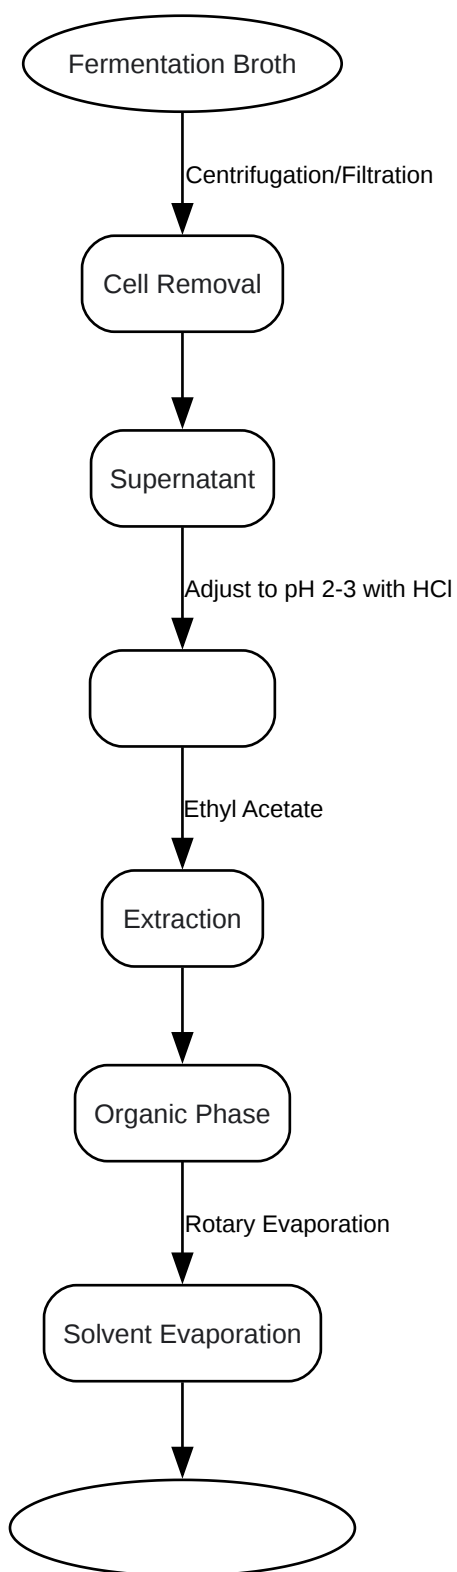 Fermentation Broth
Centrifugation/Filtration
Cell Removal
Supernatant
Adjust to pH 2-3 with HCl
Ethyl Acetate
Extraction
Organic Phase
Rotary Evaporation
Solvent Evaporation